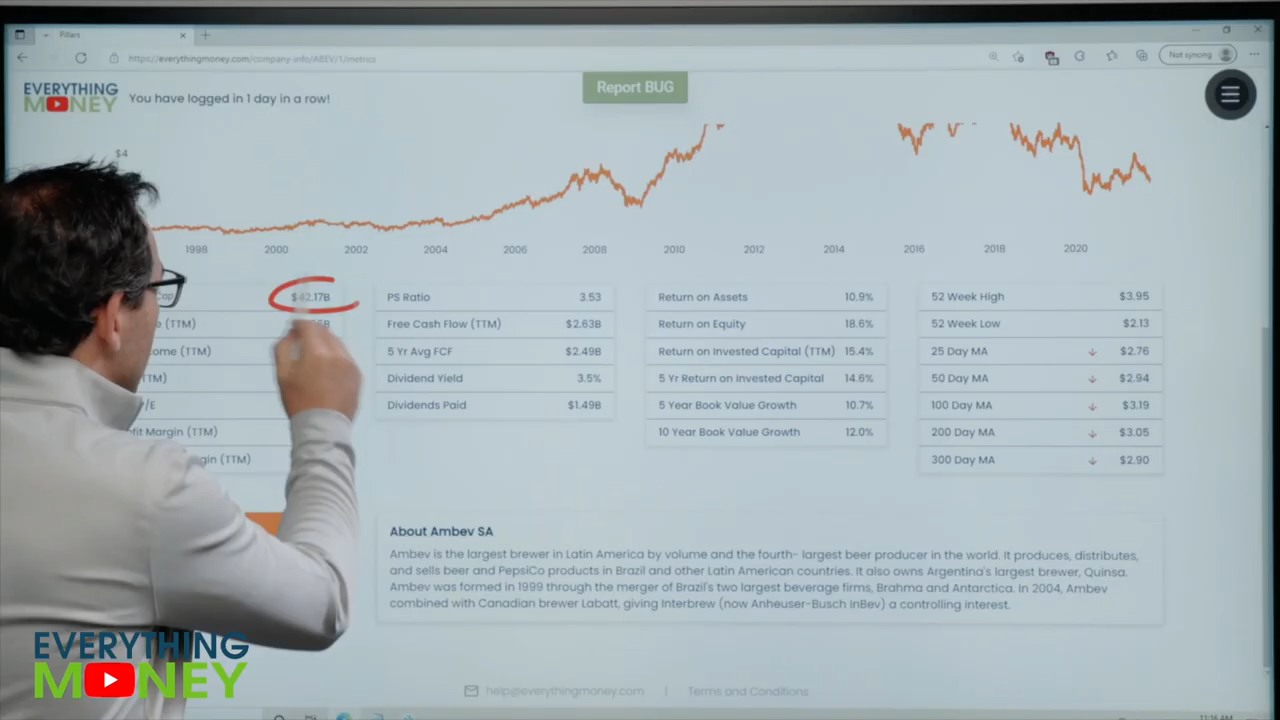 Pillars
https://everythingmoney.com/company-info/ABEV/1/metrics
Not syncing
EVERYTHING
MONEY
You have logged in 1 day in a row!
Report BUG
$4
1998 2000 2002 2004 2006 2008 2010 2012 2014 2016 2018 2020
$42.17B
(TTM)
ome (TTM)
TTM)
/E
fit Margin (TTM)
gin (TTM)
PS Ratio 3.53
Free Cash Flow (TTM) $2.63B
5 Yr Avg FCF $2.49B
Dividend Yield 3.5%
Dividends Paid $1.49B
Return on Assets 10.9%
Return on Equity 18.6%
Return on Invested Capital (TTM) 15.4%
5 Yr Return on Invested Capital 14.6%
5 Year Book Value Growth 10.7%
10 Year Book Value Growth 12.0%
52 Week High $3.95
52 Week Low $2.13
25 Day MA ↓ $2.76
50 Day MA ↓ $2.94
100 Day MA ↓ $3.19
200 Day MA ↓ $3.05
300 Day MA ↓ $2.90
About Ambev SA
Ambev is the largest brewer in Latin America by volume and the fourth- largest beer producer in the world. It produces, distributes,
and sells beer and PepsiCo products in Brazil and other Latin American countries. It also owns Argentina's largest brewer, Quinsa.
Ambev was formed in 1999 through the merger of Brazil's two largest beverage firms, Brahma and Antarctica. In 2004, Ambev
combined with Canadian brewer Labatt, giving Interbrew (now Anheuser-Busch InBev) a controlling interest.
help@everythingmoney.com | Terms and Conditions
EVERYTHING
MONEY